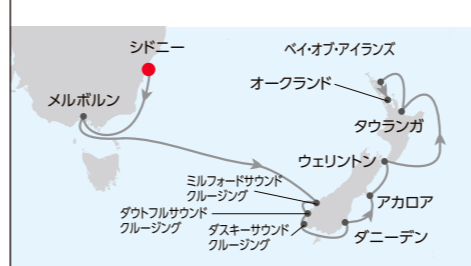 シドニー
ベイ・オブ・アイランズ
オークランド
メルボルン
タウランガ
ウェリントン
ミルフォードサウンド
クルージング
アカロア
ダウトフルサウンド
クルージング
ダスキーサウンド
クルージング
ダニーデン